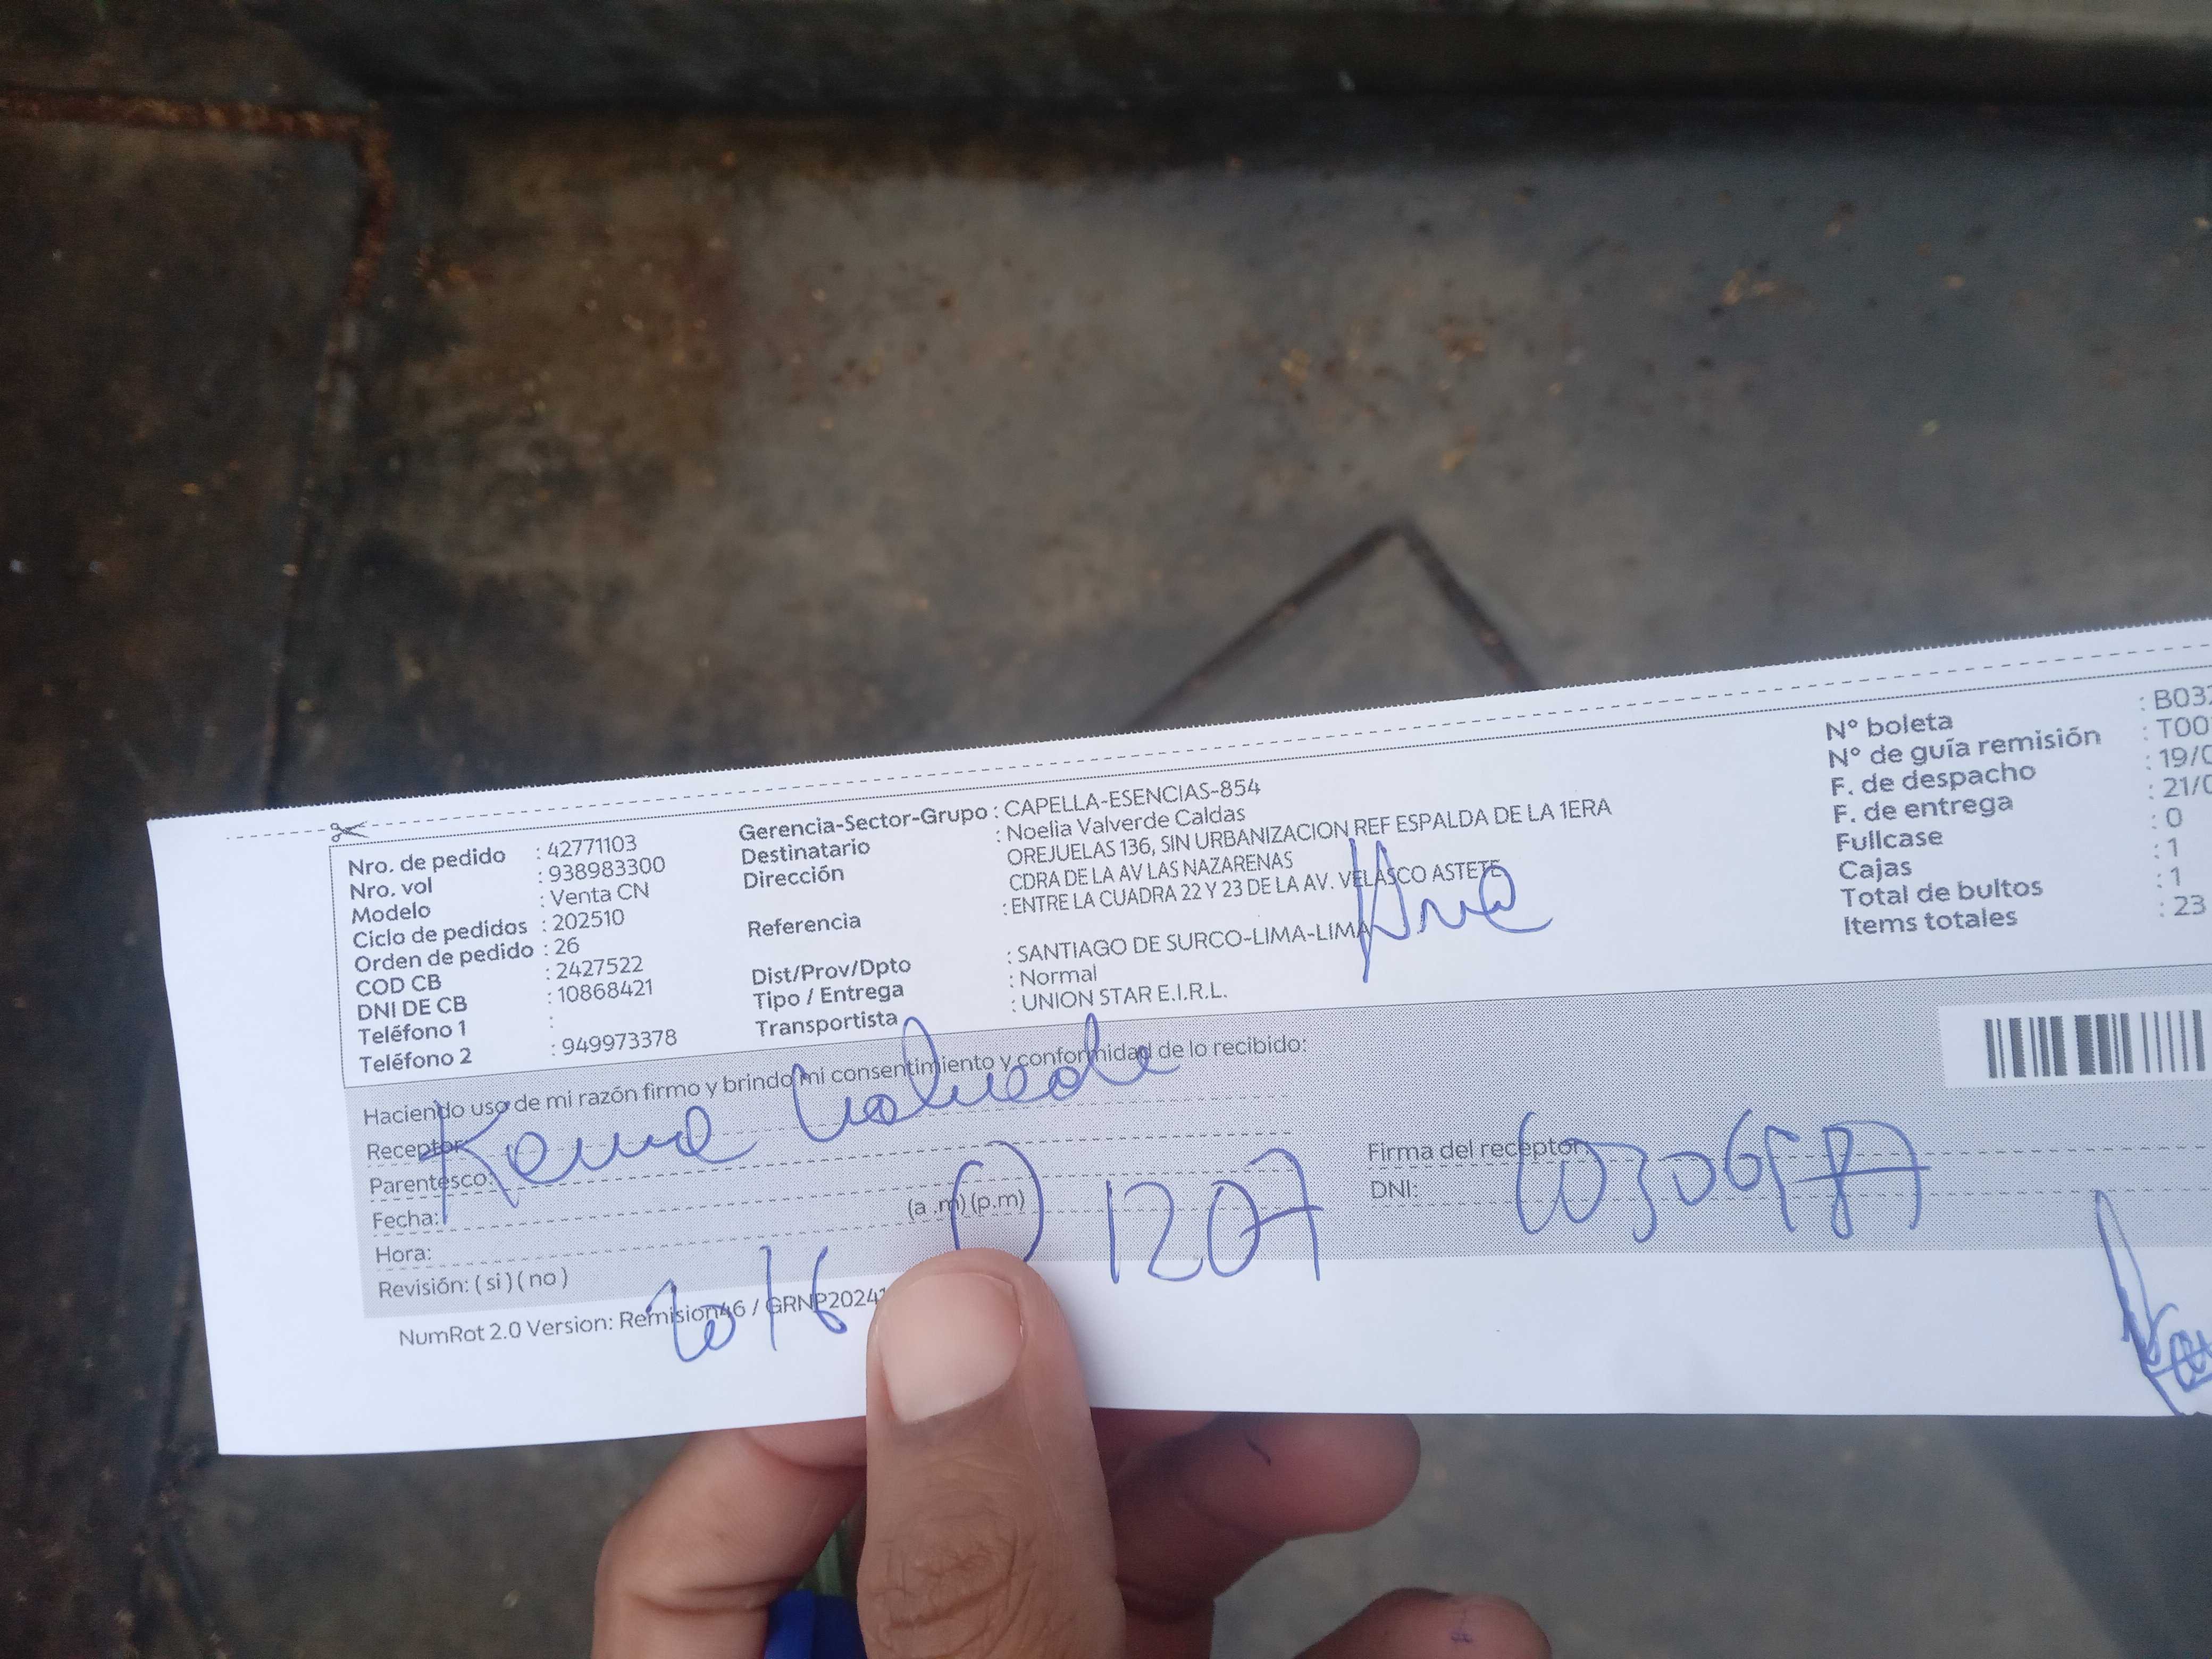 Nro. de pedido : 42771103
Nro. vol : 938983300
Modelo : Venta CN
Ciclo de pedidos : 202510
Orden de pedido : 26
COD CB : 2427522
DNI DE CB : 10868421
Teléfono 1 :
Teléfono 2 : 949973378
Gerencia-Sector-Grupo : CAPELLA-ESENCIAS-854
Destinatario : Noelia Valverde Caldas
Dirección OREJUELAS 136, SIN URBANIZACION REF ESPALDA DE LA 1ERA
CDRA DE LA AV LAS NAZARENAS
Referencia : ENTRE LA CUADRA 22 Y 23 DE LA AV. VELASCO ASTETE
Dist/Prov/Dpto : SANTIAGO DE SURCO-LIMA-LIMA
Tipo / Entrega : Normal
Transportista : UNION STAR E.I.R.L.
N° boleta : B03
N° de guía remisión : T00
F. de despacho : 19/
F. de entrega : 21/
Fullcase : 0
Cajas : 1
Total de bultos : 1
Items totales : 23
Haciendo uso de mi razón firmo y brindo mi consentimiento y conformidad de lo recibido:
Receptor:
Parentesco:
Fecha:
Hora: (a .m) (p.m) 1207
Revisión: ( si ) ( no )
Firma del receptor
DNI:
NumRot 2.0 Version: Remision46 / GRNP2024